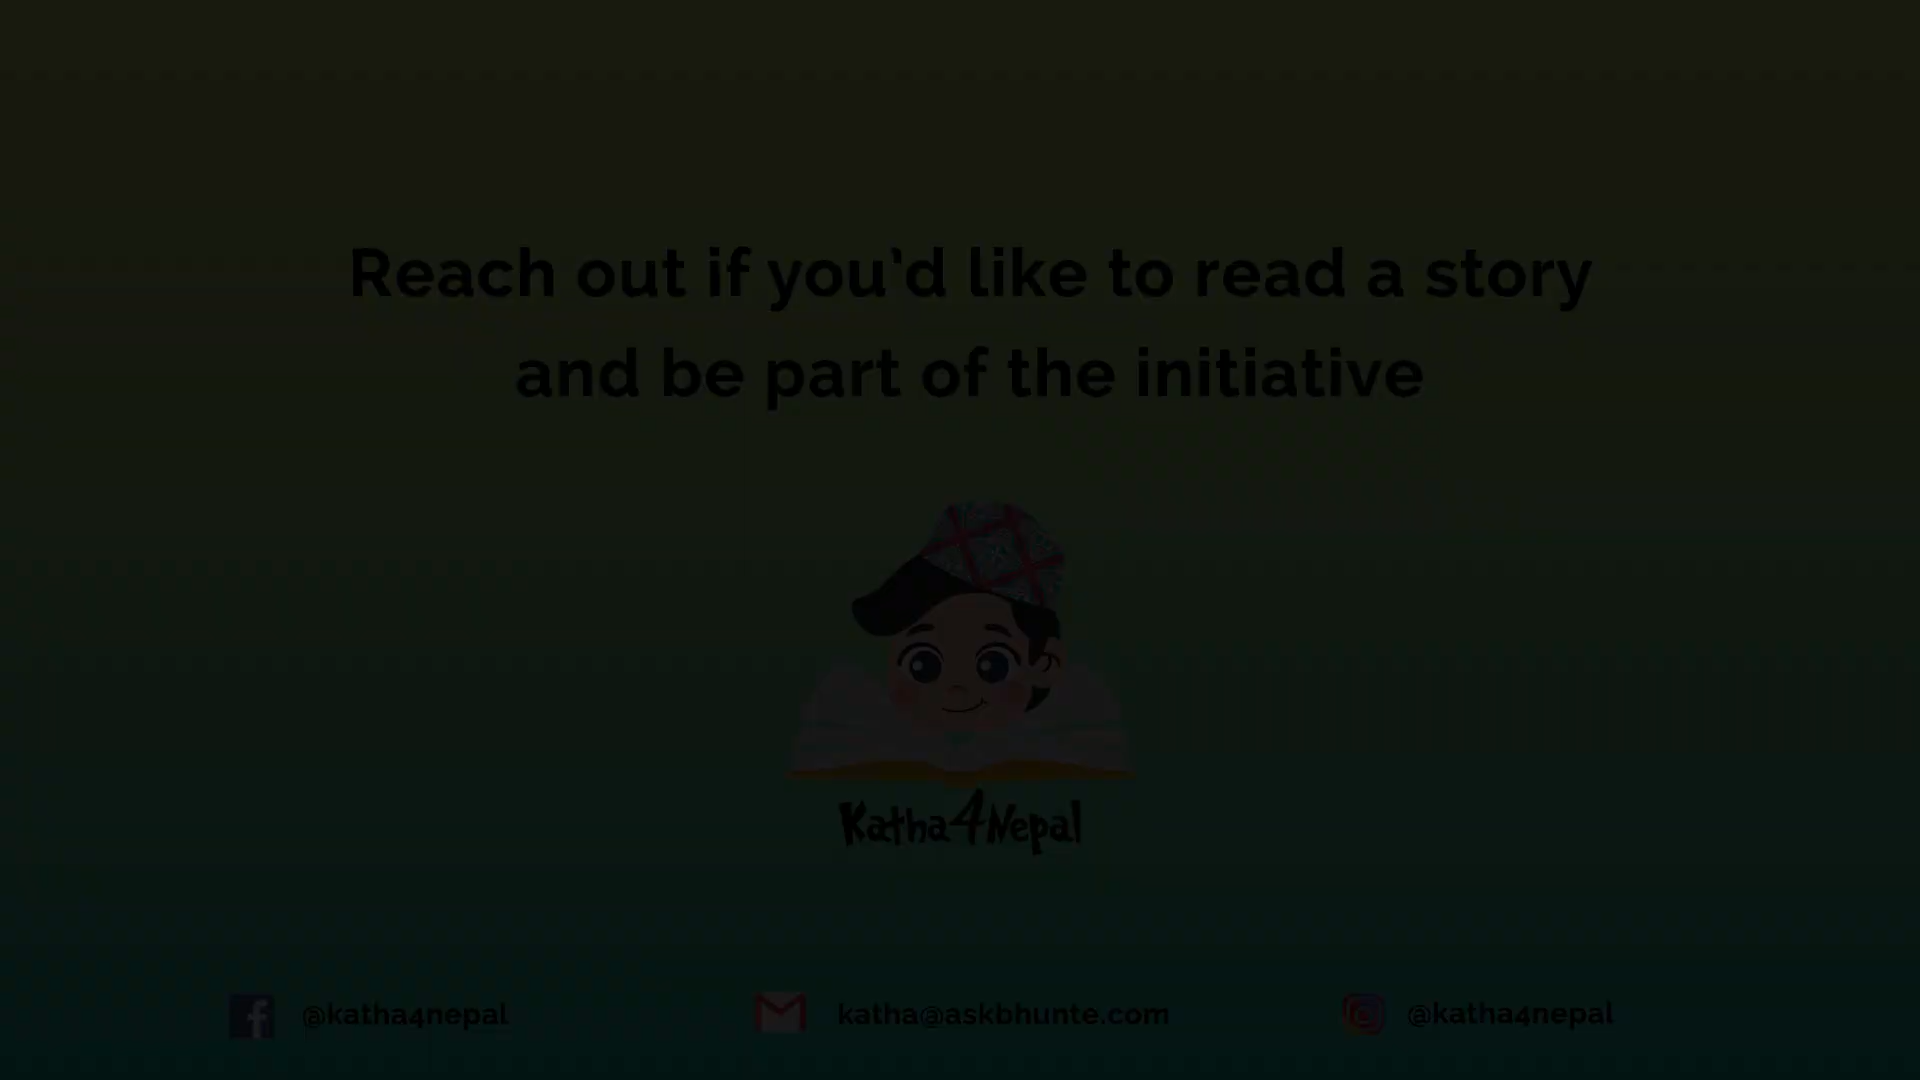 Reach out if you'd like to read a story
and be part of the initiative
Katha4Nepal
@katha4nepal
katha@askbhunte.com
@katha4nepal